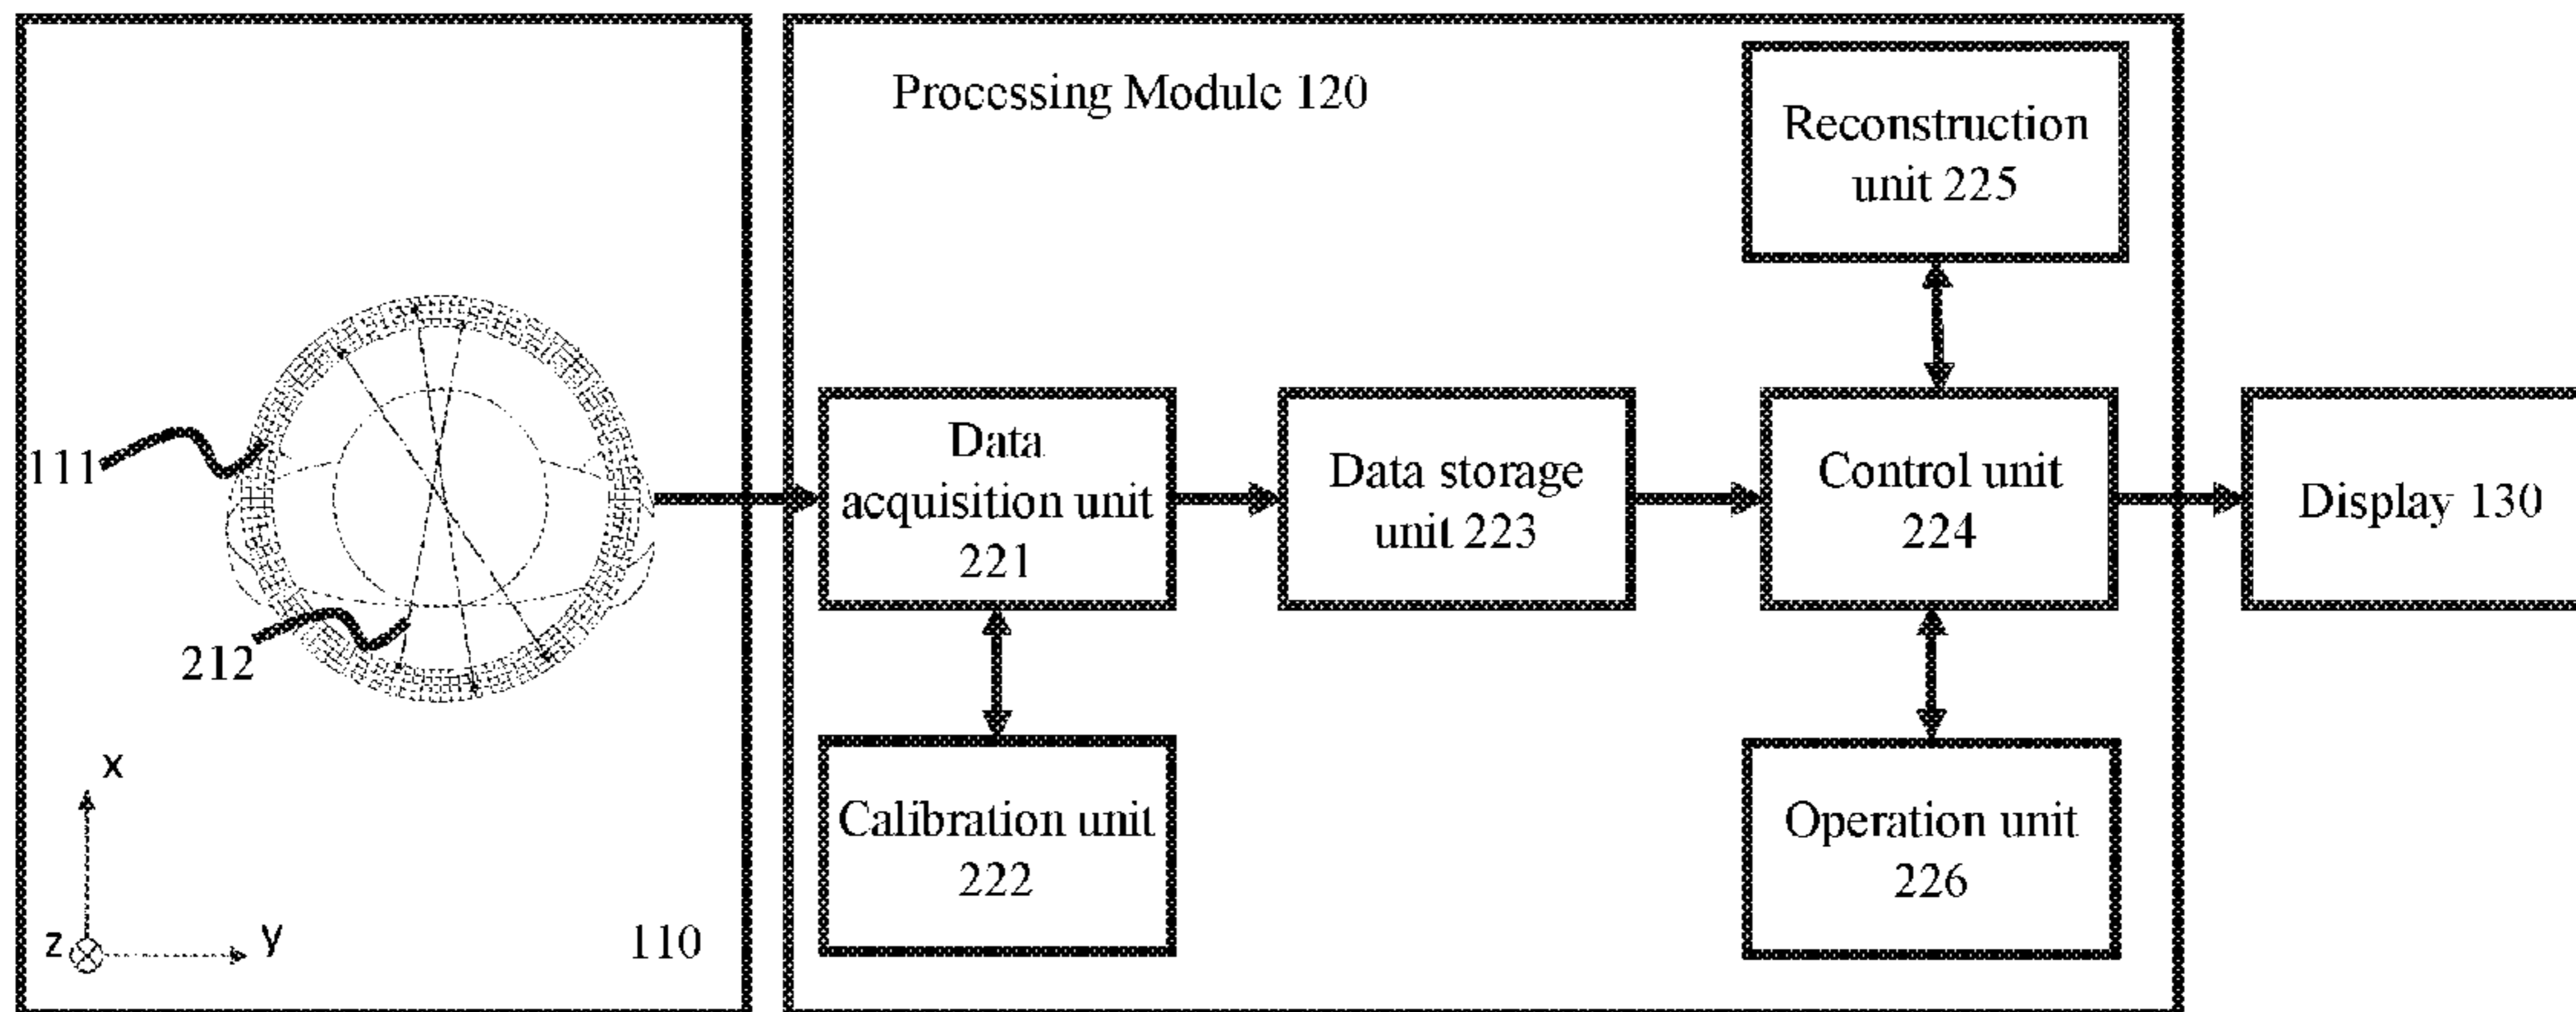 Processing Module 120
Reconstruction
unit 225
111
212
x
z
y
110
Data
acquisition unit
221
Data storage
unit 223
Control unit
224
Display 130
Calibration unit
222
Operation unit
226